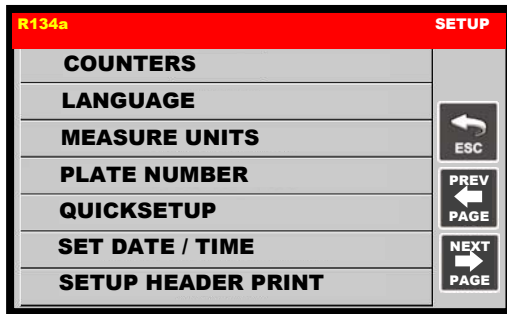 R134a SETUP
COUNTERS
LANGUAGE
MEASURE UNITS
PLATE NUMBER
QUICKSETUP
SET DATE / TIME
SETUP HEADER PRINT
ESC
PREV
PAGE
NEXT
PAGE